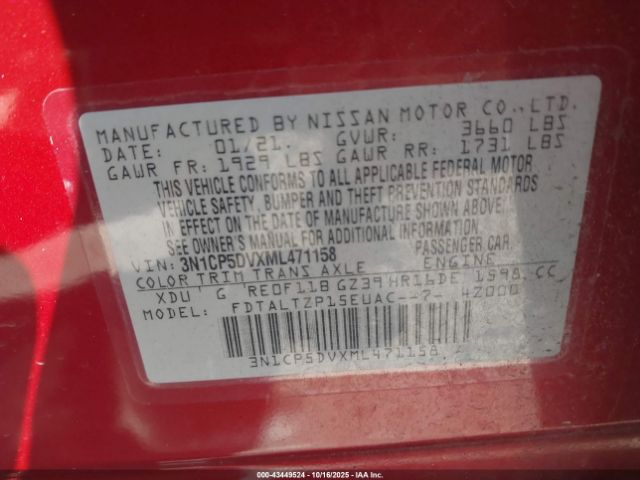 MANUFACTURED BY NISSAN MOTOR CO.,LTD.
DATE: 01/21. GVWR: 3660 LBS
GAWR FR: 1929 LBS GAWR RR: 1731 LBS
THIS VEHICLE CONFORMS TO ALL APPLICABLE FEDERAL MOTOR
VEHICLE SAFETY, BUMPER AND THEFT PREVENTION STANDARDS
IN EFFECT ON THE DATE OF MANUFACTURE SHOWN ABOVE.
SEE OWNER'S MANUAL FOR ADDITIONAL INFORMATION.
VIN: 3N1CP5DVXML471158 PASSENGER CAR
COLOR TRIM TRANS AXLE ENGINE
XDU G RE0F11B GZ39 HR16DE 1598 CC
MODEL: FDTALTZP15EUAC--7- 4Z000
3N1CP5DVXML471158
000-43449524 | 10/16/2025 | IAA Inc.